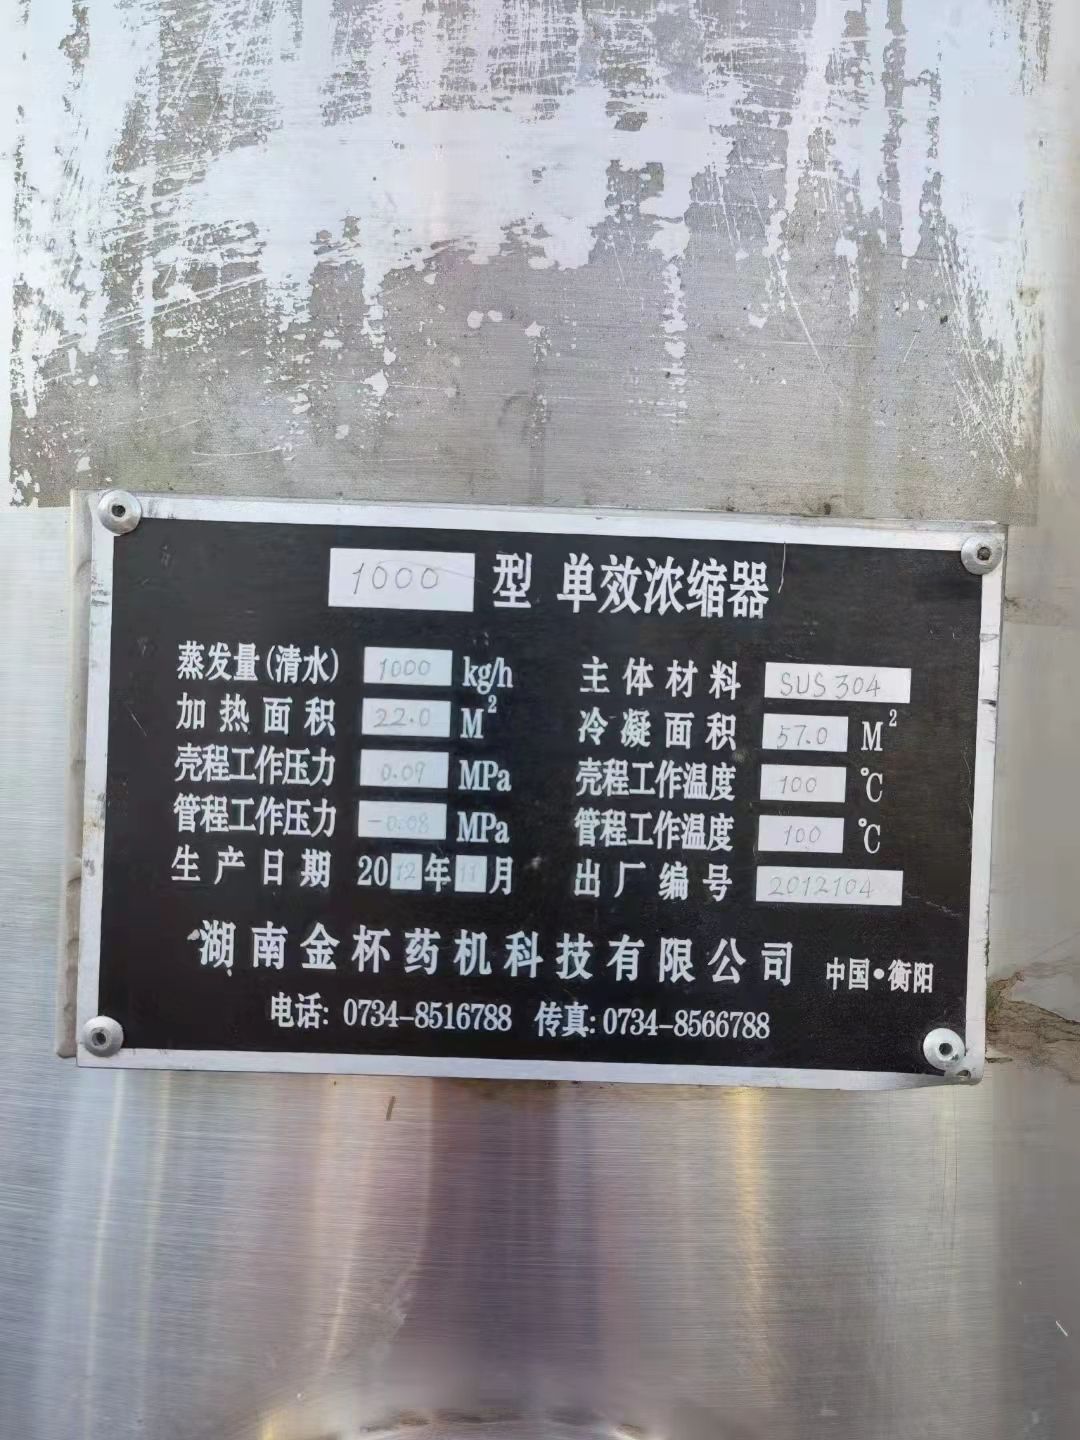 1000 型 单效浓缩器
蒸发量(清水) 1000 kg/h 主体材料 SUS304
加热面积 22.0 M² 冷凝面积 57.0 M²
壳程工作压力 0.09 MPa 壳程工作温度 100 ℃
管程工作压力 -0.08 MPa 管程工作温度 100 ℃
生产日期 2012年11月 出厂编号 2012104
湖南金杯药机科技有限公司 中国•衡阳
电话: 0734-8516788 传真: 0734-8566788